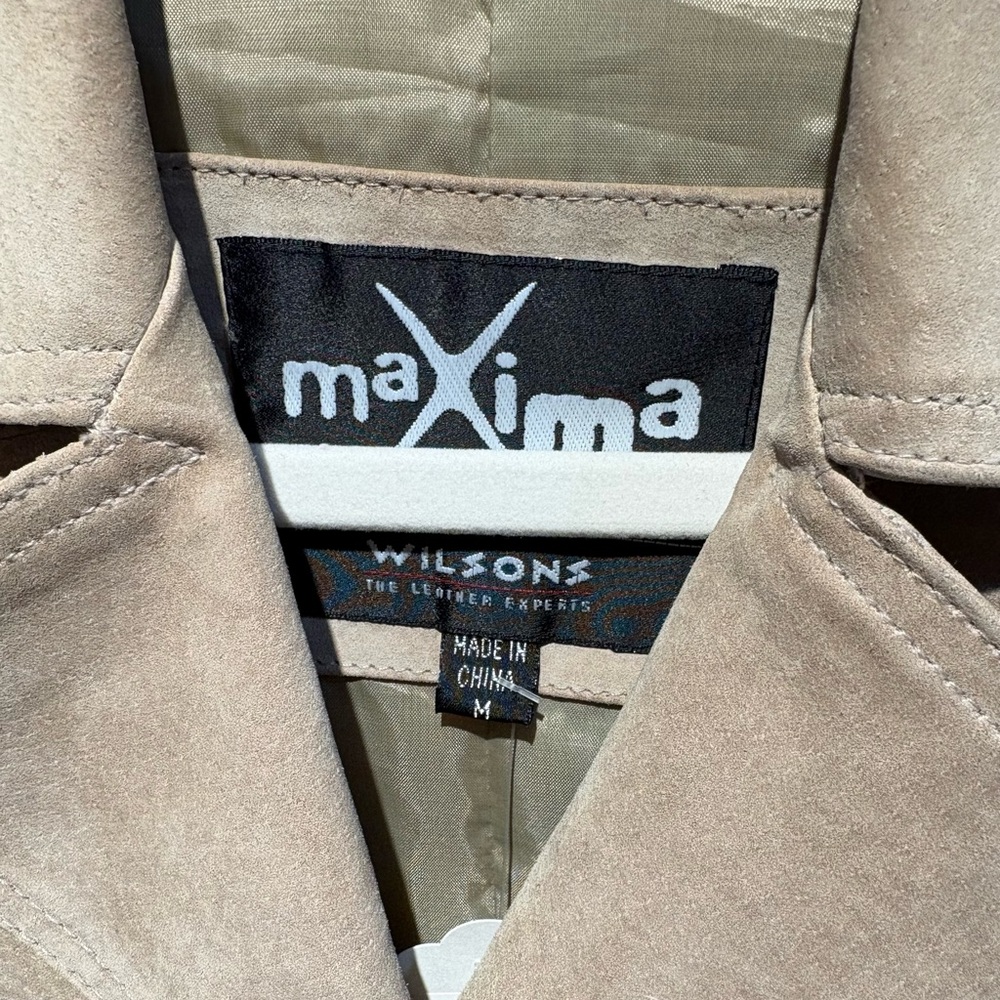 maXima
WILSONS
THE LEATHER EXPERTS
MADE IN
CHINA
M